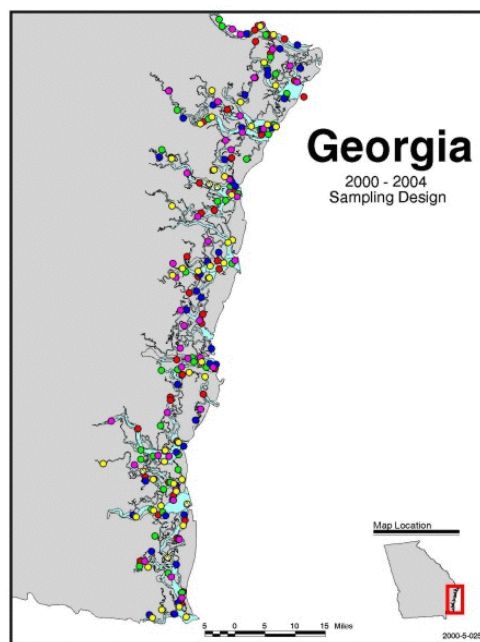 Georgia
2000 - 2004
Sampling Design
Map Location
5 0 5 10 15 Miles
2000-5-025